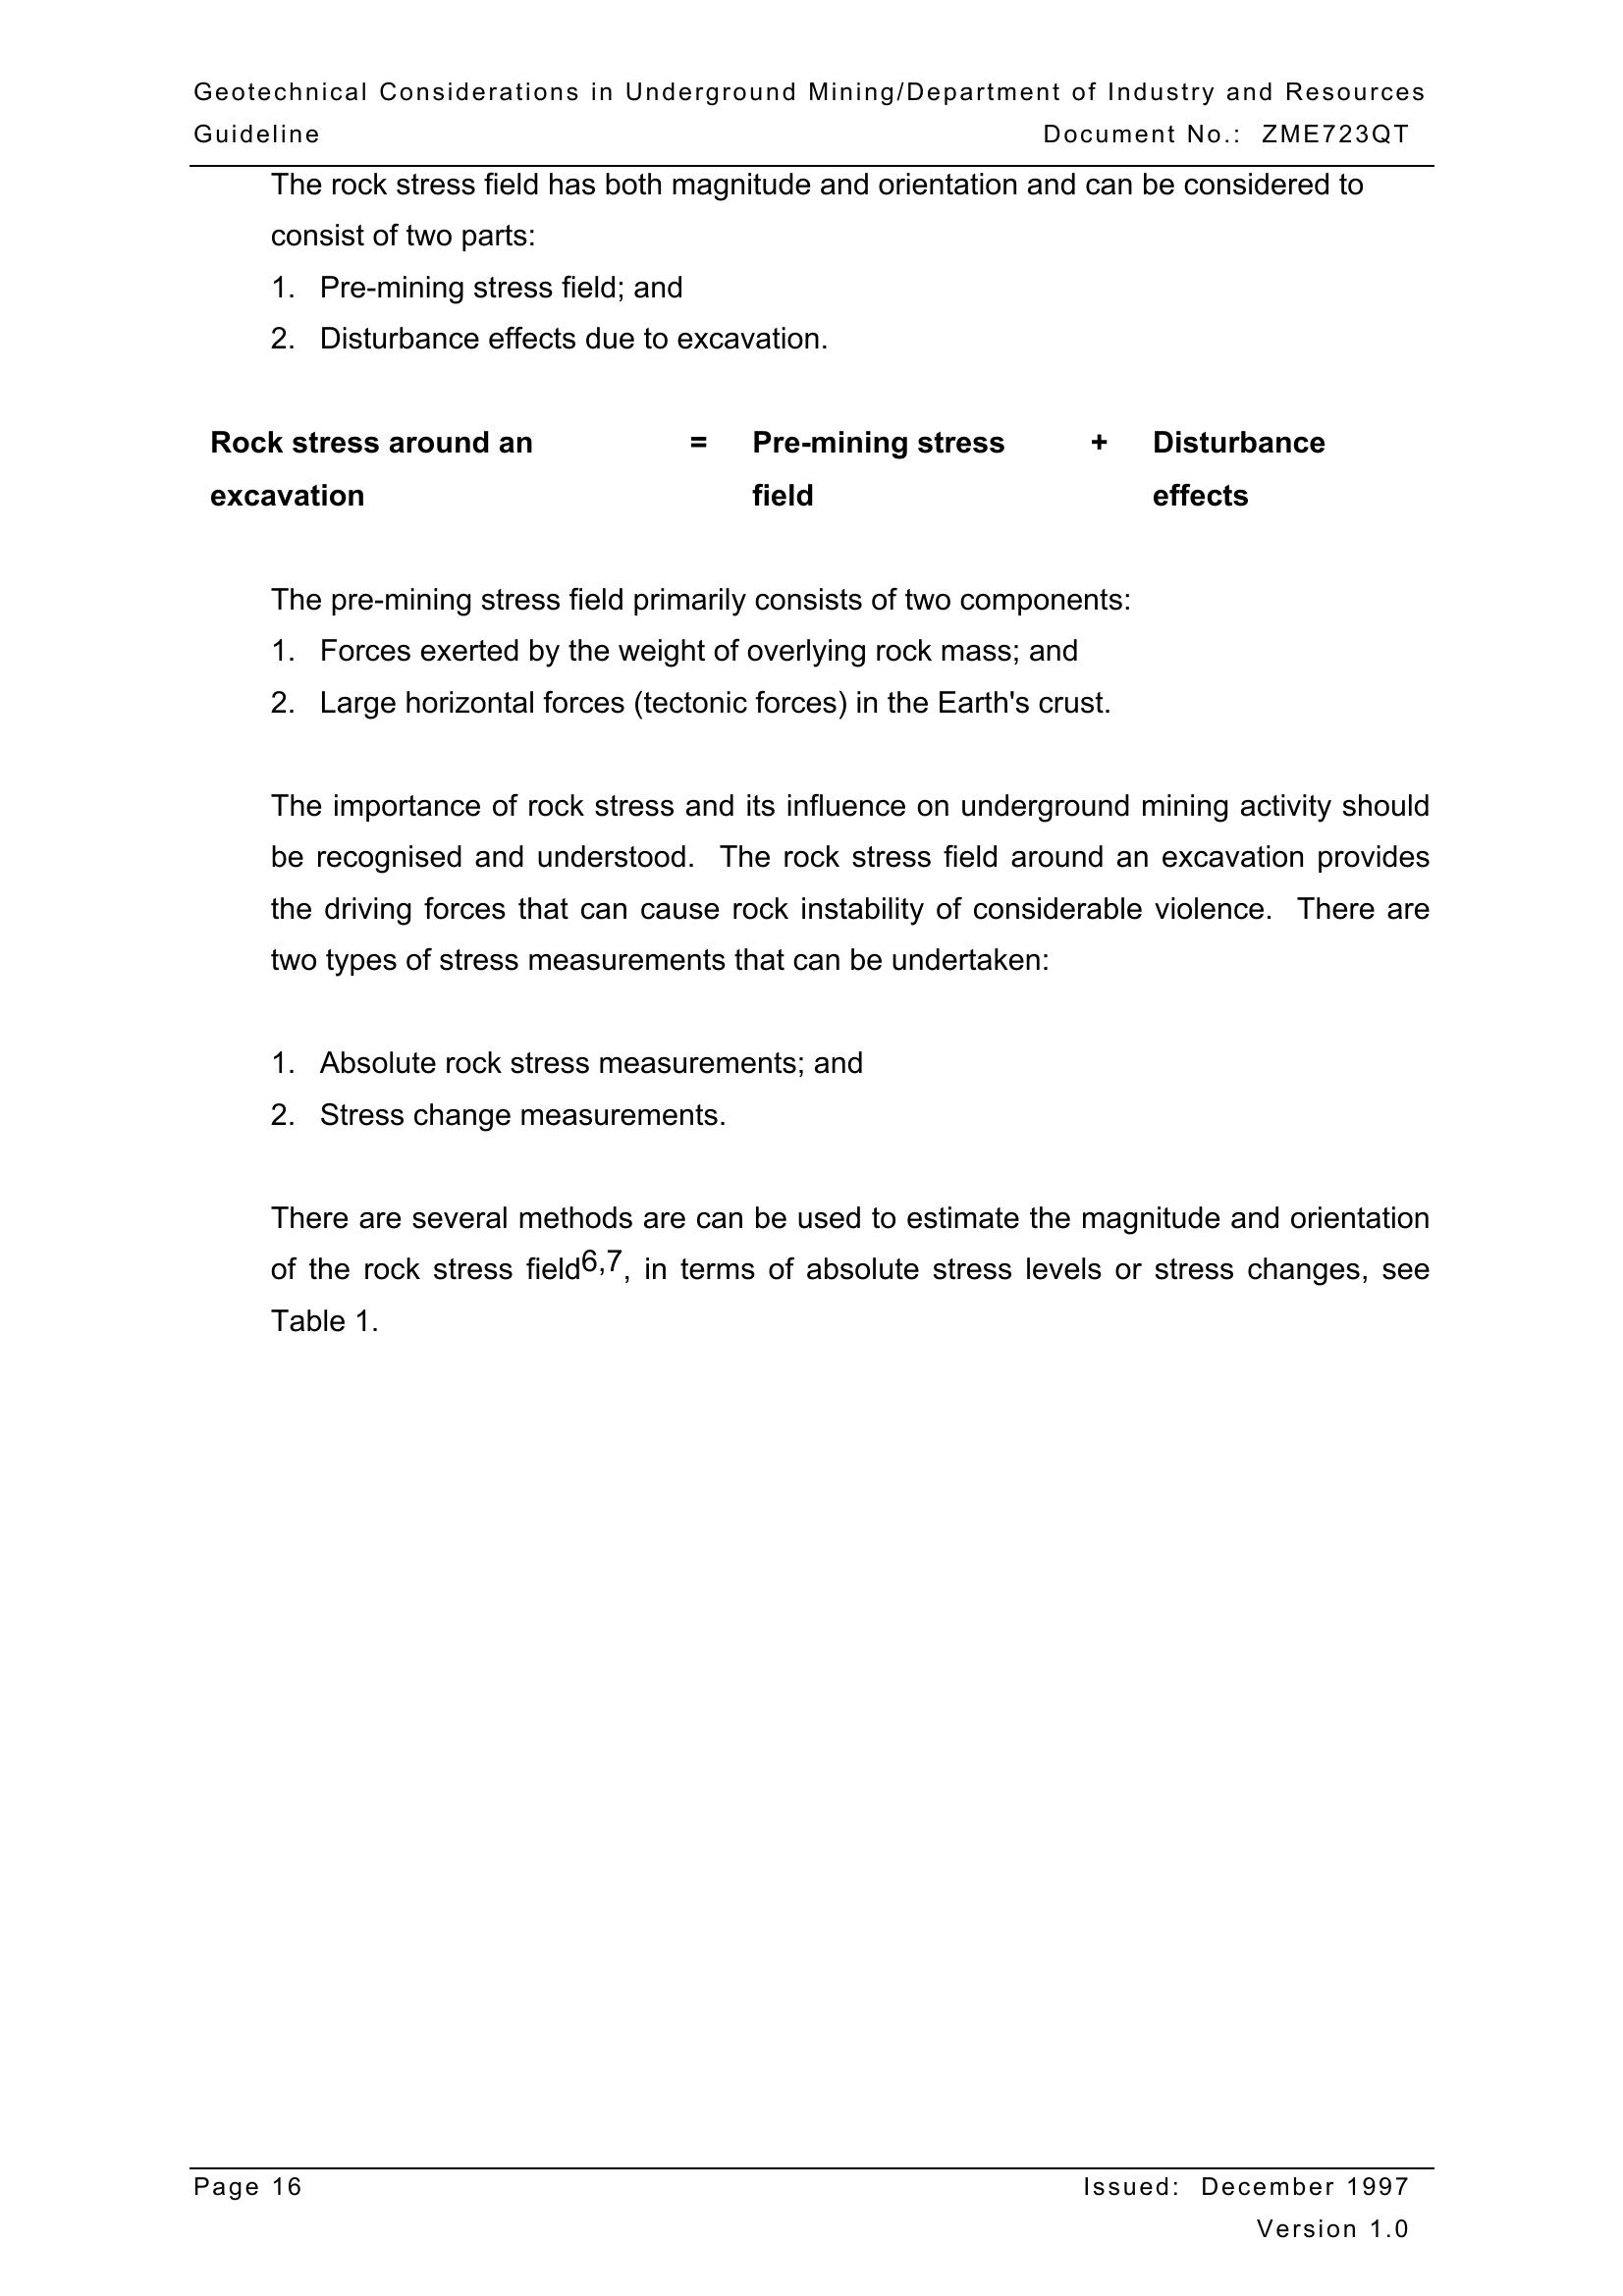 Geotechnical Considerations in Underground Mining/Department of Industry and Resources
Guideline Document No.: ZME723QT
The rock stress field has both magnitude and orientation and can be considered to
consist of two parts:
1. Pre-mining stress field; and
2. Disturbance effects due to excavation.
Rock stress around an = Pre-mining stress + Disturbance
excavation field effects
The pre-mining stress field primarily consists of two components:
1. Forces exerted by the weight of overlying rock mass; and
2. Large horizontal forces (tectonic forces) in the Earth's crust.
The importance of rock stress and its influence on underground mining activity should
be recognised and understood. The rock stress field around an excavation provides
the driving forces that can cause rock instability of considerable violence. There are
two types of stress measurements that can be undertaken:
1. Absolute rock stress measurements; and
2. Stress change measurements.
There are several methods are can be used to estimate the magnitude and orientation
of the rock stress field6,7, in terms of absolute stress levels or stress changes, see
Table 1.
Page 16 Issued: December 1997
Version 1.0